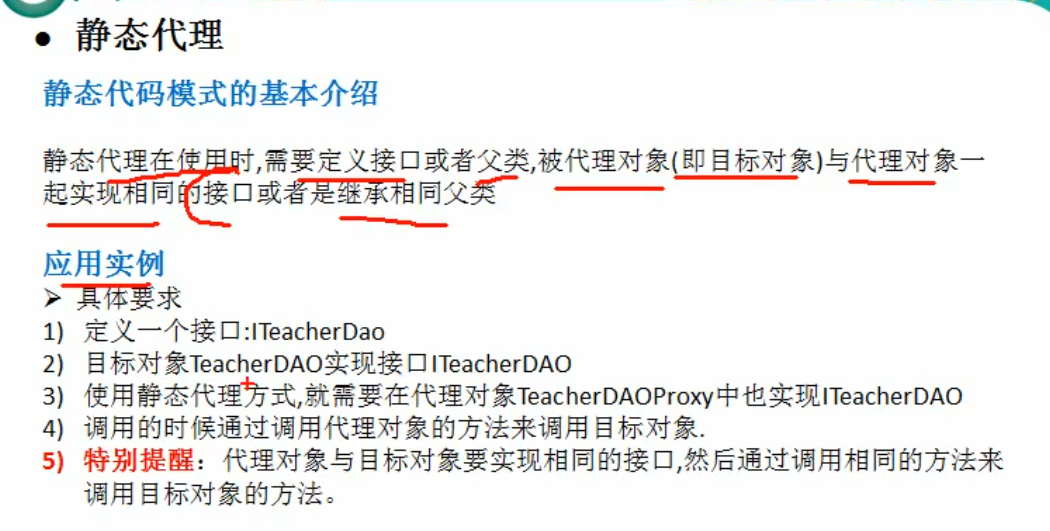 ● 静态代理
静态代码模式的基本介绍
静态代理在使用时,需要定义接口或者父类,被代理对象(即目标对象)与代理对象一
起实现相同的接口或者是继承相同父类
应用实例
➢ 具体要求
1) 定义一个接口:ITeacherDao
2) 目标对象TeacherDAO实现接口ITeacherDAO
3) 使用静态代理方式,就需要在代理对象TeacherDAOProxy中也实现ITeacherDAO
4) 调用的时候通过调用代理对象的方法来调用目标对象.
5) 特别提醒：代理对象与目标对象要实现相同的接口,然后通过调用相同的方法来
调用目标对象的方法。